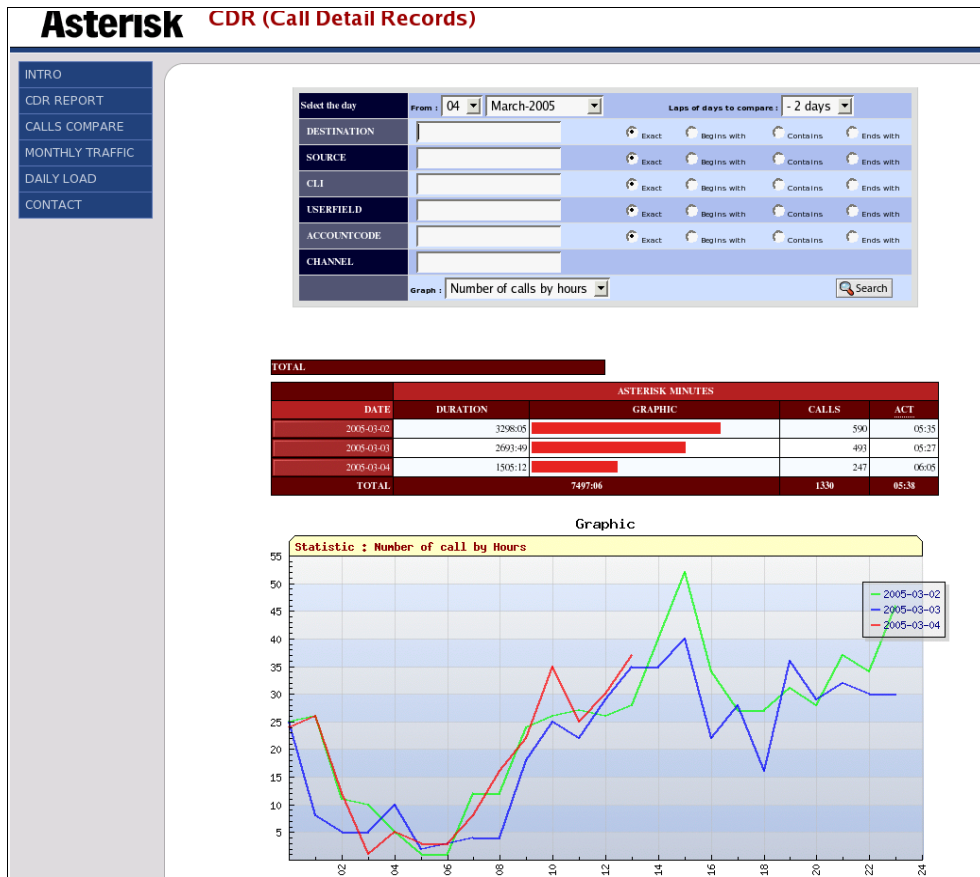 Asterisk CDR (Call Detail Records)
INTRO
CDR REPORT
CALLS COMPARE
MONTHLY TRAFFIC
DAILY LOAD
CONTACT
Select the day From : 04 March-2005 Laps of days to compare : - 2 days
DESTINATION Exact Begins with Contains Ends with
SOURCE Exact Begins with Contains Ends with
CLI Exact Begins with Contains Ends with
USERFIELD Exact Begins with Contains Ends with
ACCOUNTCODE Exact Begins with Contains Ends with
CHANNEL
Graph : Number of calls by hours Search
TOTAL
ASTERISK MINUTES
DATE DURATION GRAPHIC CALLS ACT
2005-03-02 3298:05 590 05:35
2005-03-03 2693:49 493 05:27
2005-03-04 1505:12 247 06:05
TOTAL 7497:06 1330 05:38
Graphic
Statistic : Number of call by Hours
55
50
45
40
35
30
25
20
15
10
5
2005-03-02
2005-03-03
2005-03-04
02 04 06 08 10 12 14 16 18 20 22 24